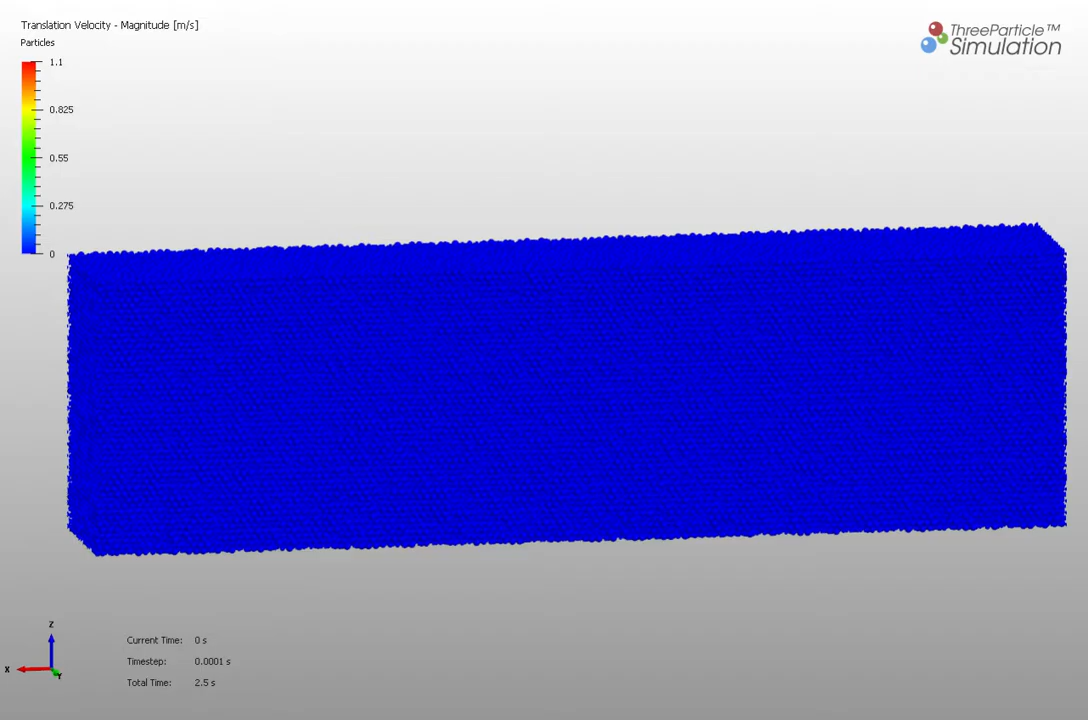 Translation Velocity - Magnitude [m/s]
Particles
1.1
0.825
0.55
0.275
0
ThreeParticle™
Simulation
Z
X
Y
Current Time: 0 s
Timestep: 0.0001 s
Total Time: 2.5 s